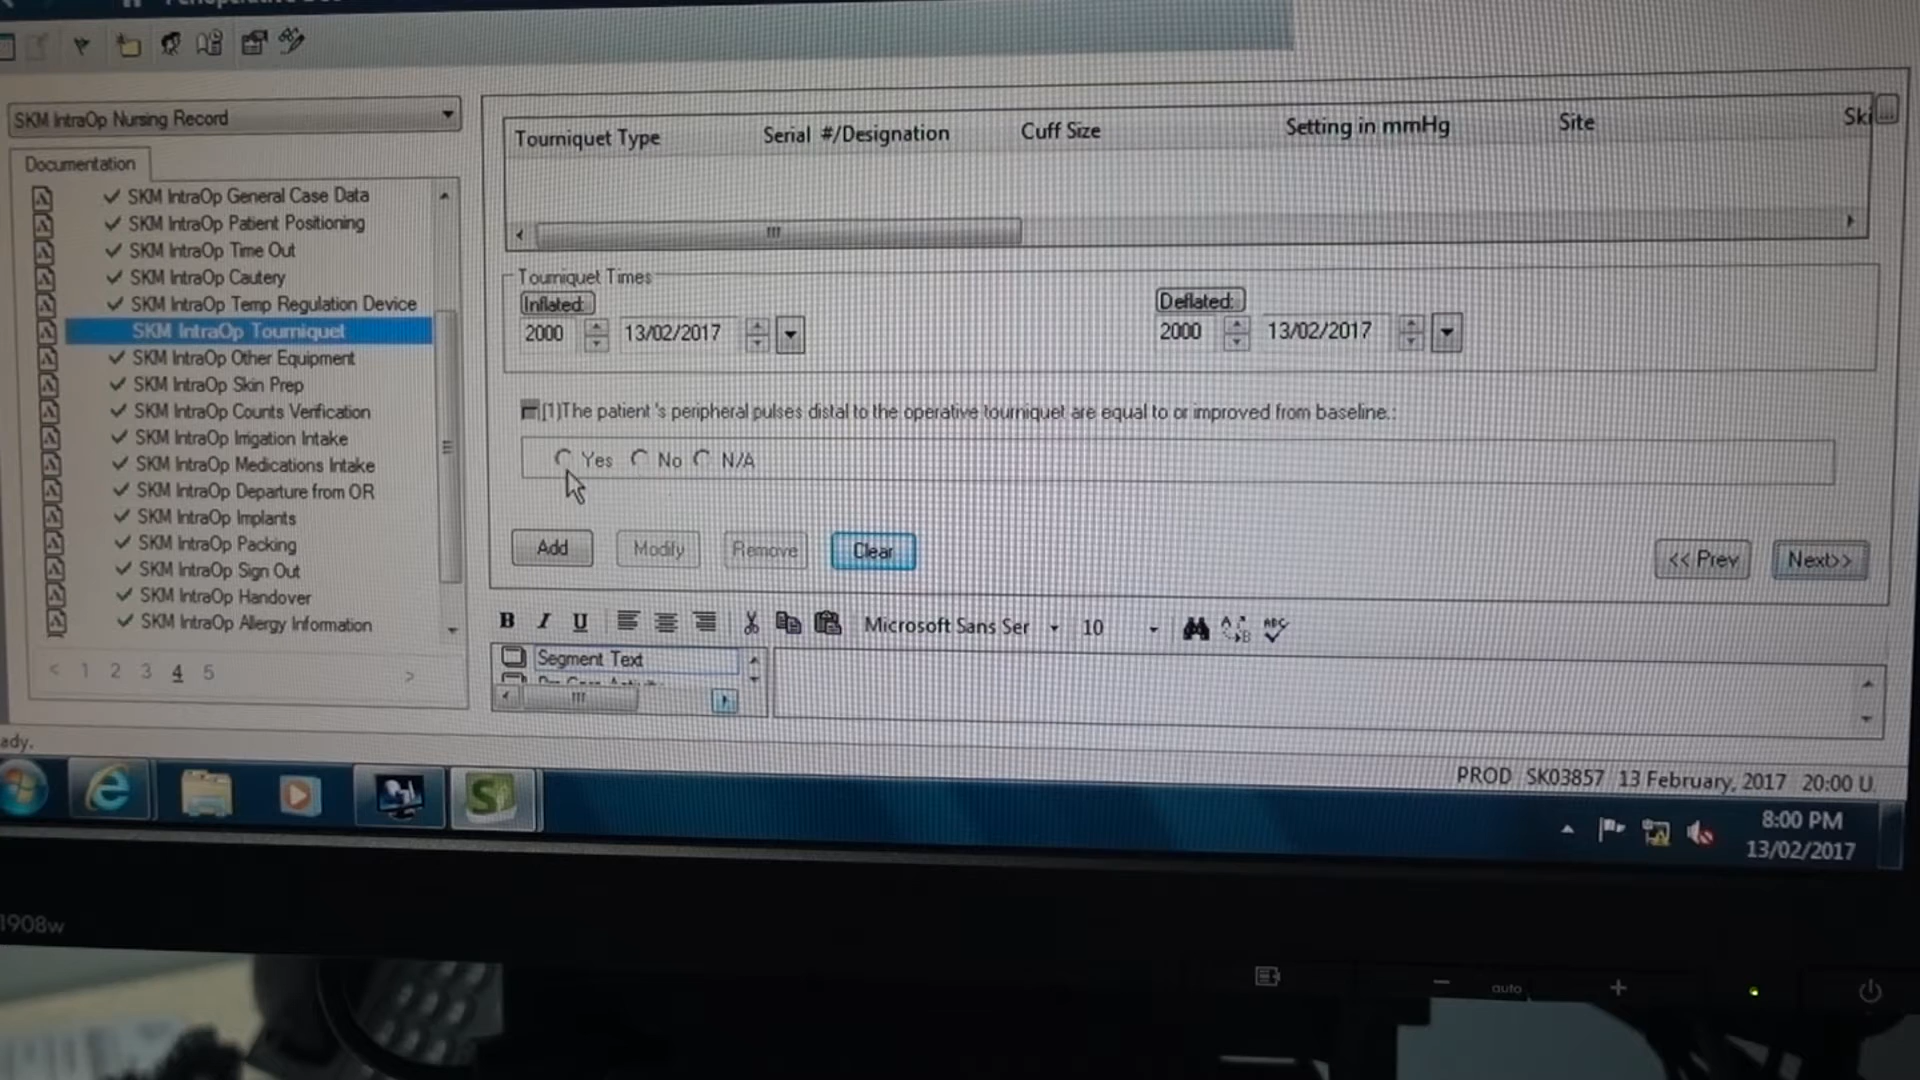 SKM IntraOp Nursing Record
Documentation
SKM IntraOp General Case Data
SKM IntraOp Patient Positioning
SKM IntraOp Time Out
SKM IntraOp Cautery
SKM IntraOp Temp Regulation Device
SKM IntraOp Tourniquet
SKM IntraOp Other Equipment
SKM IntraOp Skin Prep
SKM IntraOp Counts Verification
SKM IntraOp Irrigation Intake
SKM IntraOp Medications Intake
SKM IntraOp Departure from OR
SKM IntraOp Implants
SKM IntraOp Packing
SKM IntraOp Sign Out
SKM IntraOp Handover
SKM IntraOp Allergy Information
< 1 2 3 4 5 >
Tourniquet Type Serial #/Designation Cuff Size Setting in mmHg Site Ski
Tourniquet Times
Inflated: Deflated:
2000 13/02/2017 2000 13/02/2017
[1]The patient 's peripheral pulses distal to the operative tourniquet are equal to or improved from baseline.:
Yes No N/A
Add Modify Remove Clear << Prev Next>>
B I U Microsoft Sans Ser 10 ABC
Segment Text
ady.
PROD SK03857 13 February, 2017 20:00 U
8:00 PM
13/02/2017
1908w
auto